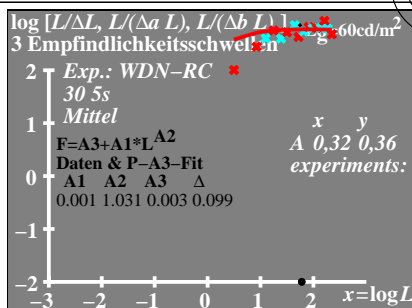 log [L/ΔL, L/(Δa L), L/(Δb L) ] Lg=60cd/m2
3 Empfindlichkeitsschwellen
2 Exp.: WDN−RC
30 5s
1 Mittel
x y
F=A3+A1*L^A2
A 0,32 0,36
Daten & P−A3−Fit
experiments:
0 A1 A2 A3 Δ
0.001 1.031 0.003 0.099
−1
−2
−3 −2 −1 0 1 2 x=logL